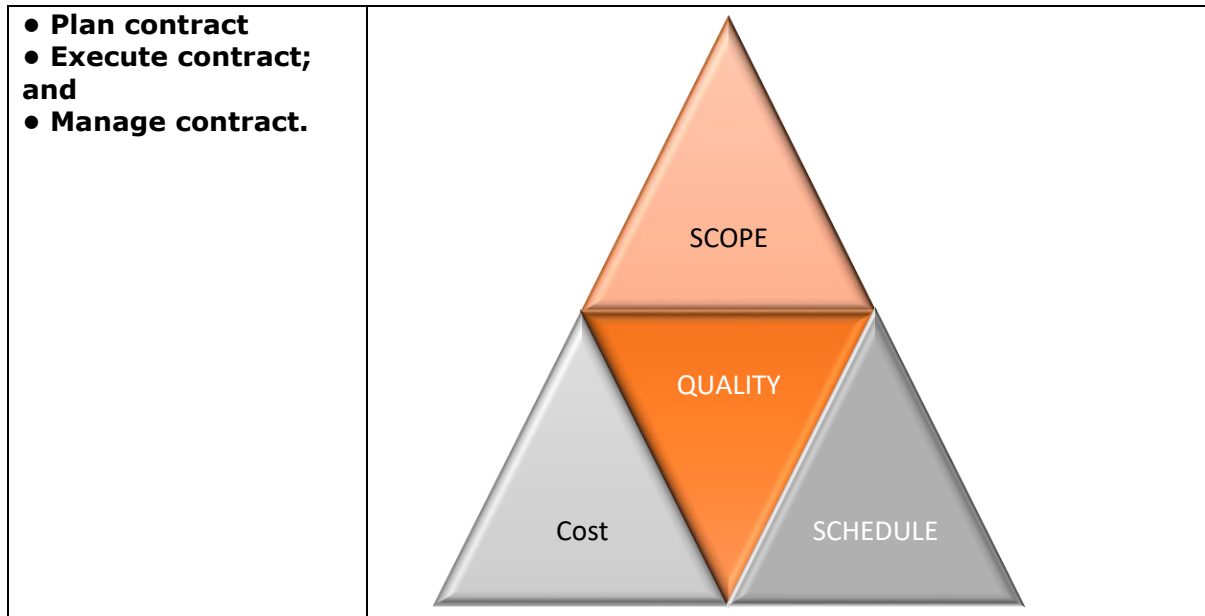 ● Plan contract
● Execute contract;
and
● Manage contract.
SCOPE
QUALITY
Cost
SCHEDULE